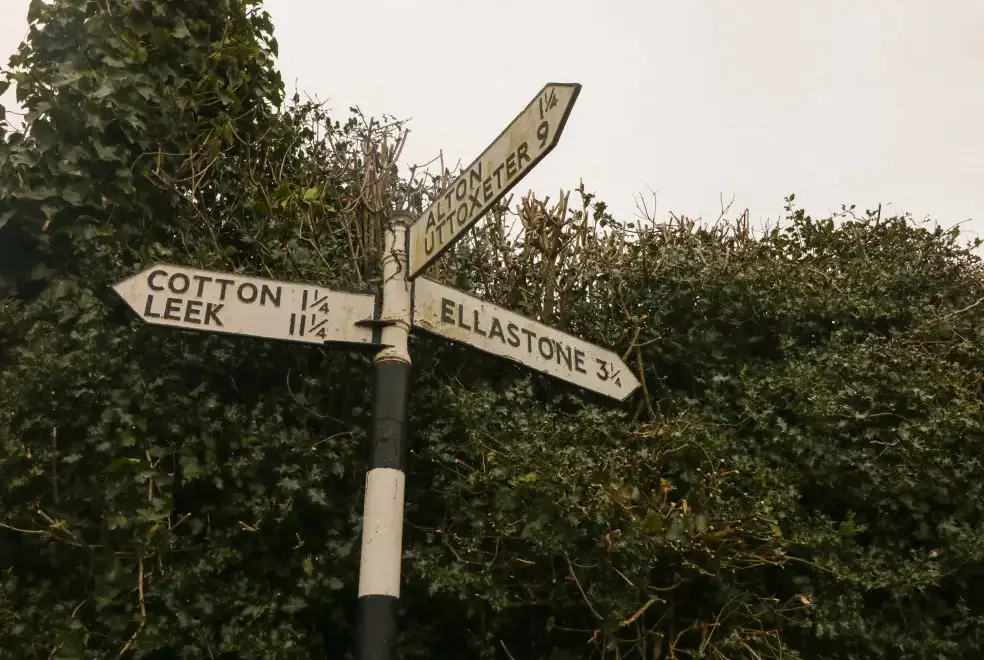 ALTON 1¼
UTTOXETER 9
COTTON 1¼
LEEK 11¼
ELLASTONE 3¼